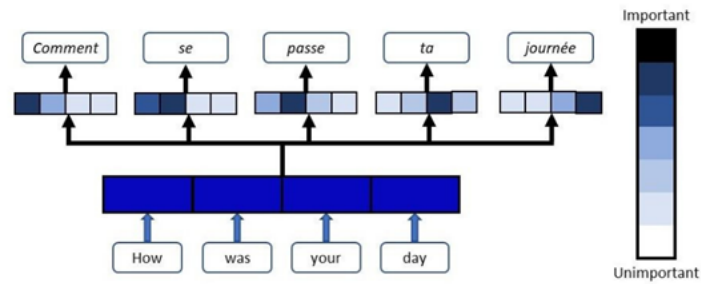 Important
Comment se passe ta journée
How was your day
Unimportant